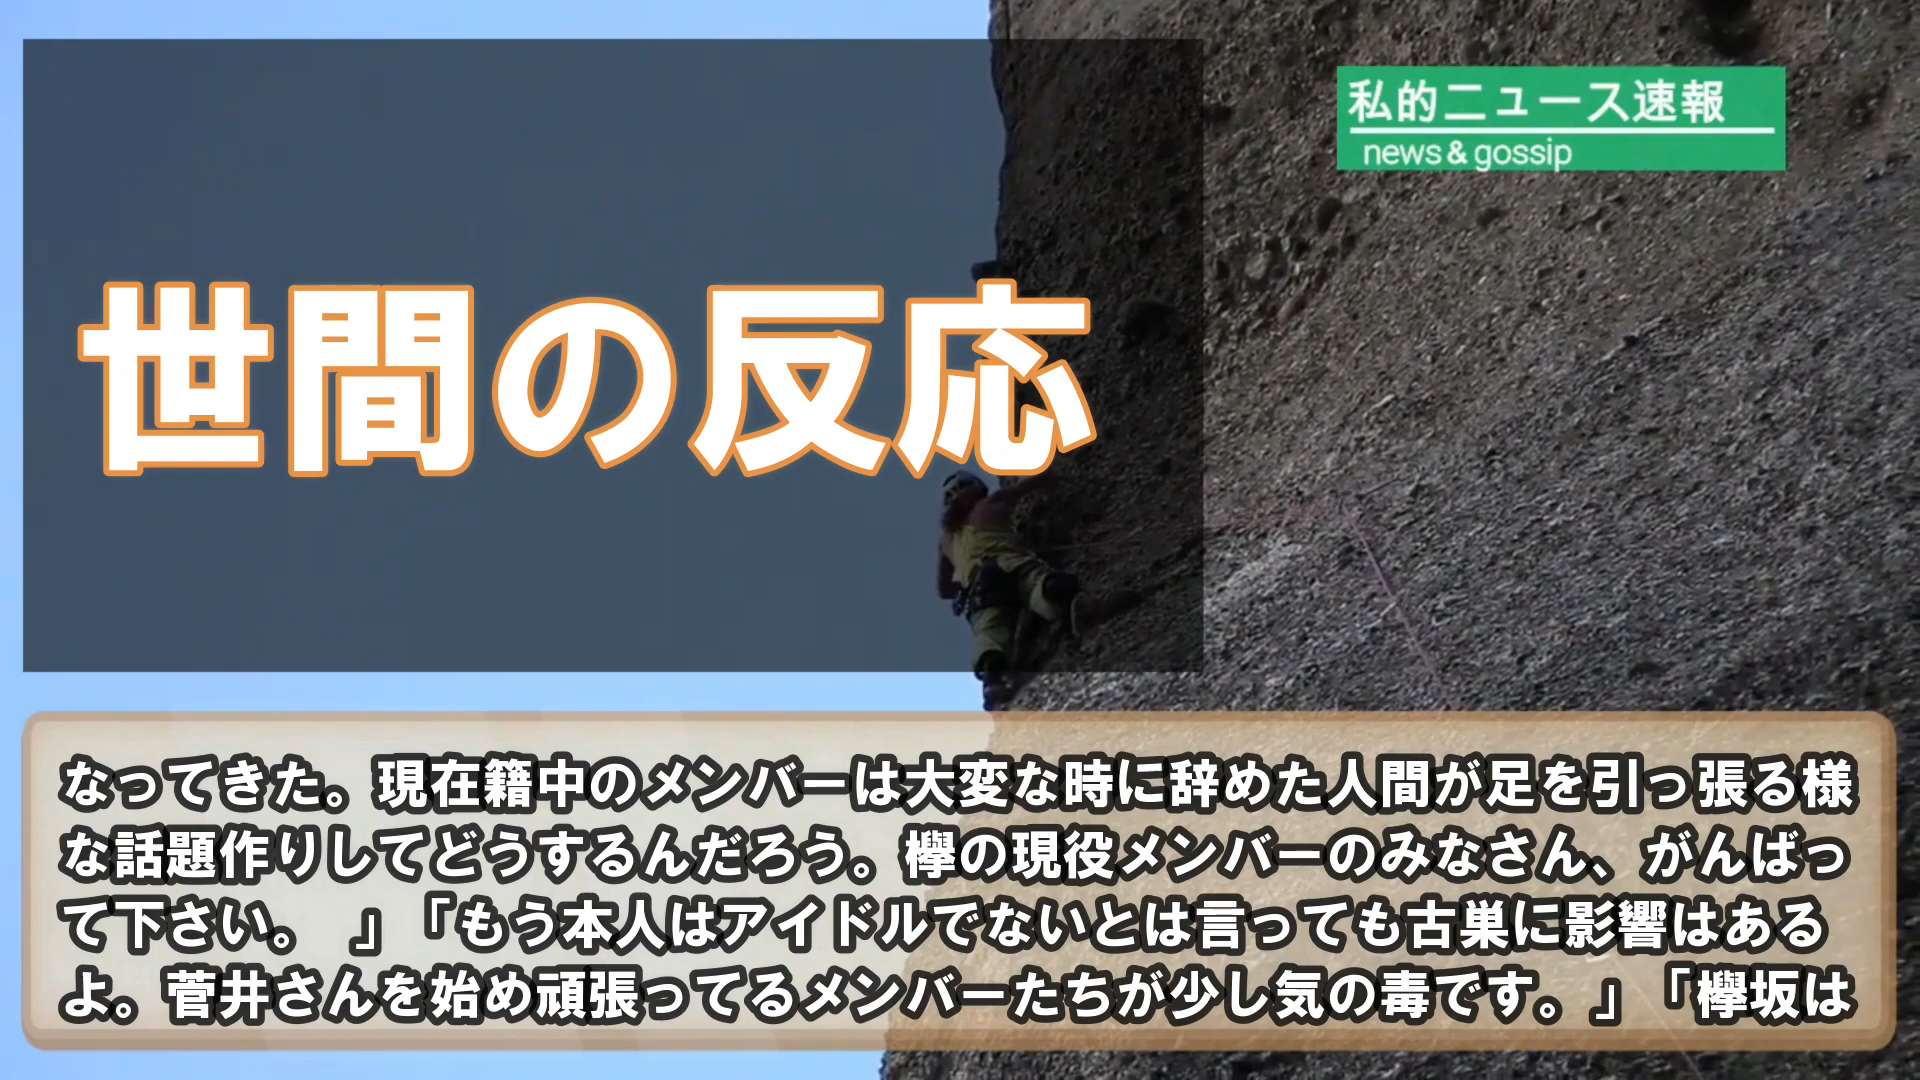 私的ニュース速報
news & gossip
世間の反応
なってきた。現在籍中のメンバーは大変な時に辞めた人間が足を引っ張る様
な話題作りしてどうするんだろう。欅の現役メンバーのみなさん、がんばっ
て下さい。　」「もう本人はアイドルでないとは言っても古巣に影響はある
よ。菅井さんを始め頑張ってるメンバーたちが少し気の毒です。」「欅坂は